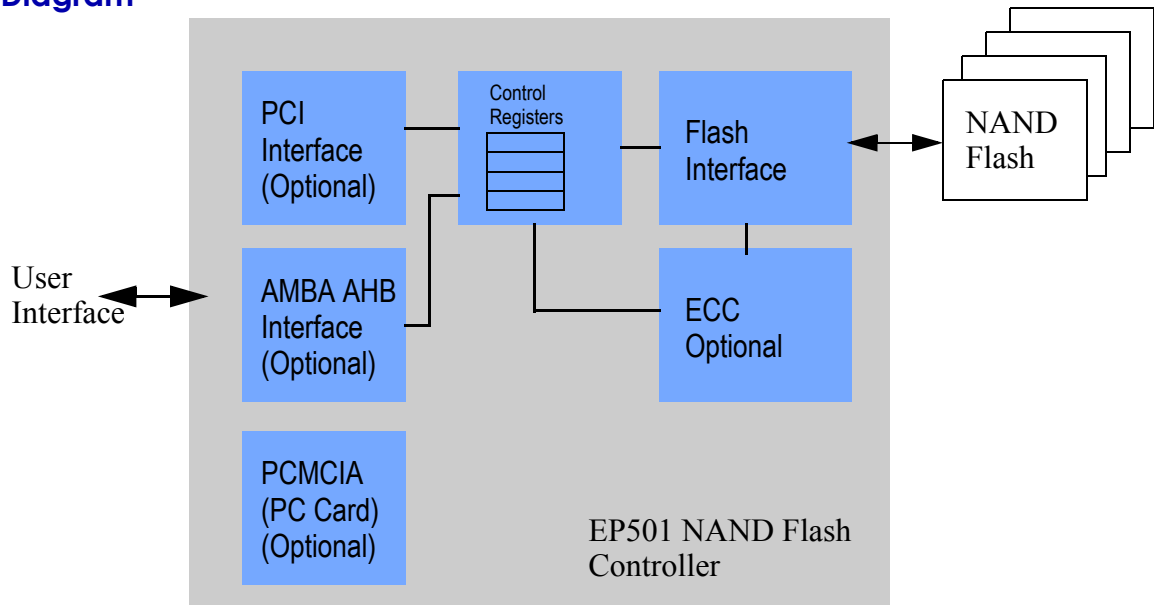 Diagram
PCI
Interface
(Optional)
Control
Registers
Flash
Interface
NAND
Flash
User
Interface
AMBA AHB
Interface
(Optional)
ECC
Optional
PCMCIA
(PC Card)
(Optional)
EP501 NAND Flash
Controller